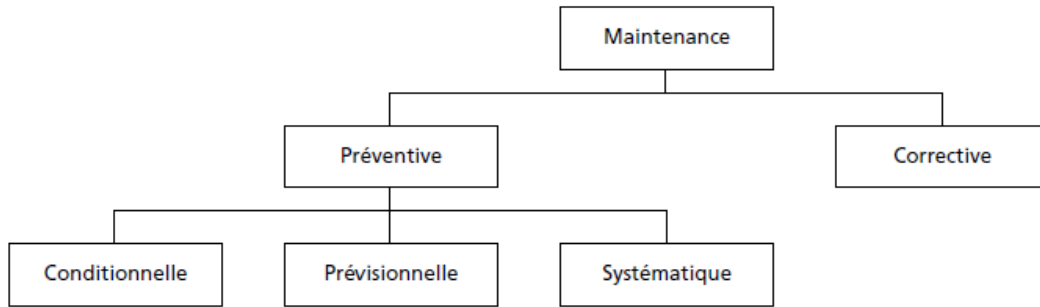 Maintenance
Préventive
Corrective
Conditionnelle
Prévisionnelle
Systématique